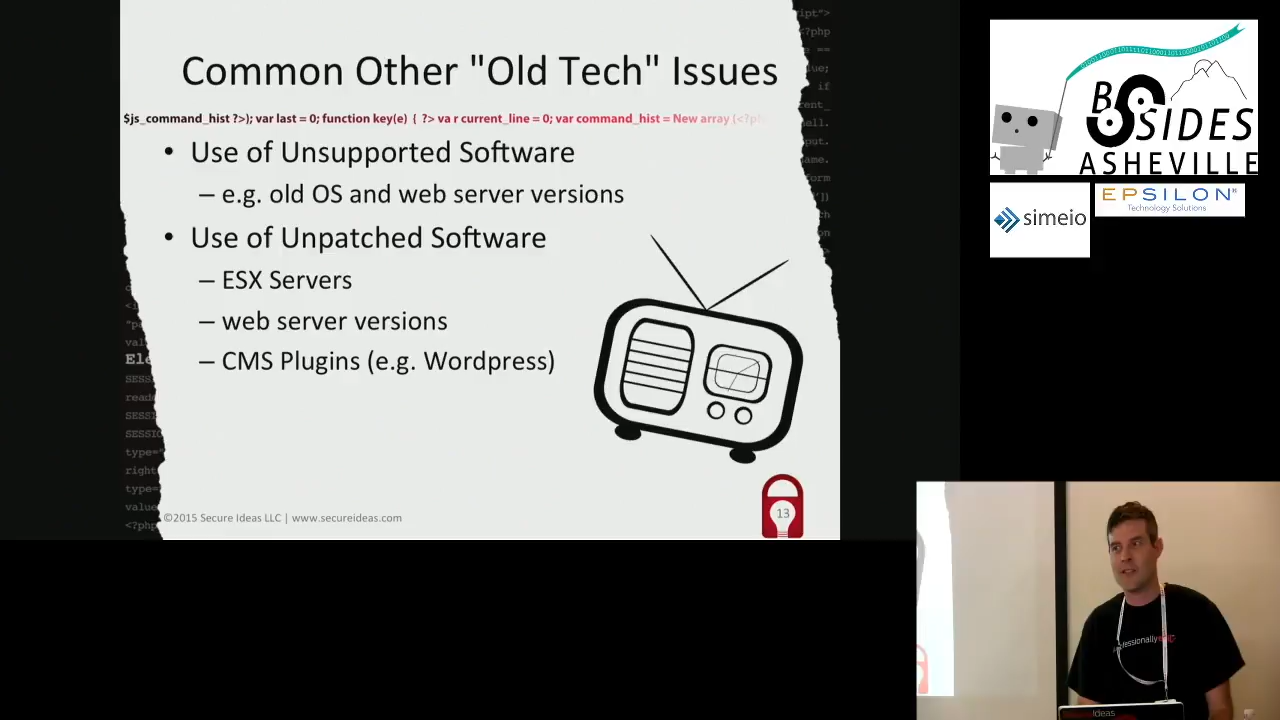 Common Other "Old Tech" Issues
$js_command_hist ?>); var last = 0; function key(e) { ?> va r current_line = 0; var command_hist = New array (<?ph
• Use of Unsupported Software
– e.g. old OS and web server versions
• Use of Unpatched Software
– ESX Servers
– web server versions
– CMS Plugins (e.g. Wordpress)
©2015 Secure Ideas LLC | www.secureideas.com
13
BSIDES
ASHEVILLE
simeio
EPSILON®
Technology Solutions
Ideas